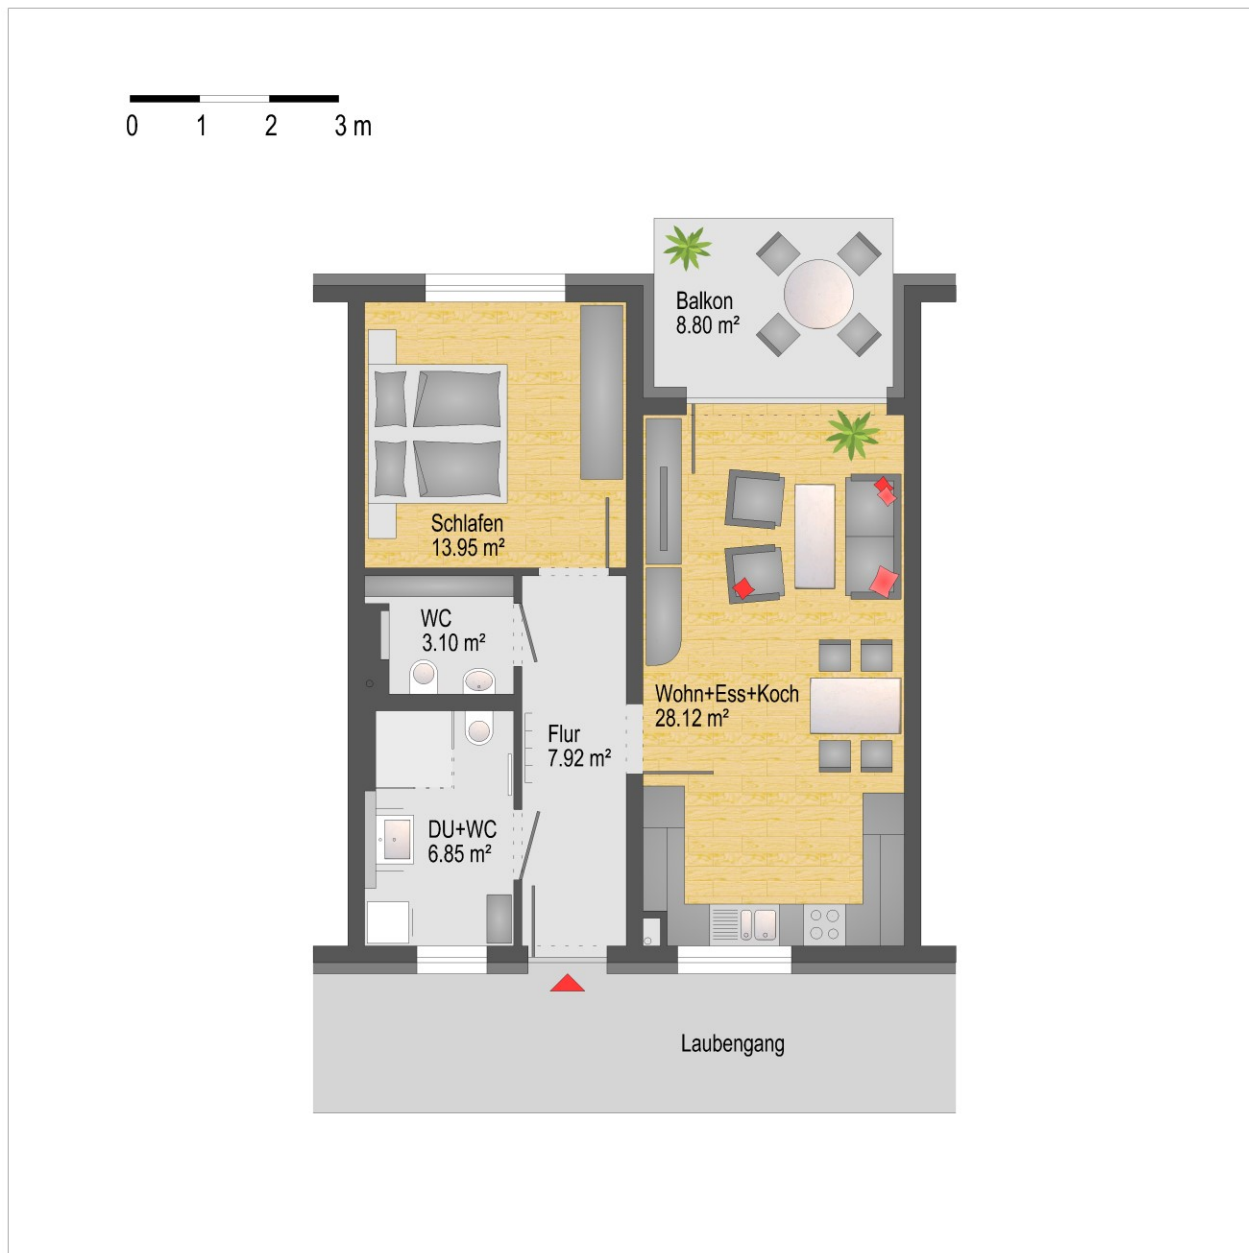 0 1 2 3 m
Balkon
8.80 m²
Schlafen
13.95 m²
WC
3.10 m²
Wohn+Ess+Koch
28.12 m²
Flur
7.92 m²
DU+WC
6.85 m²
Laubengang